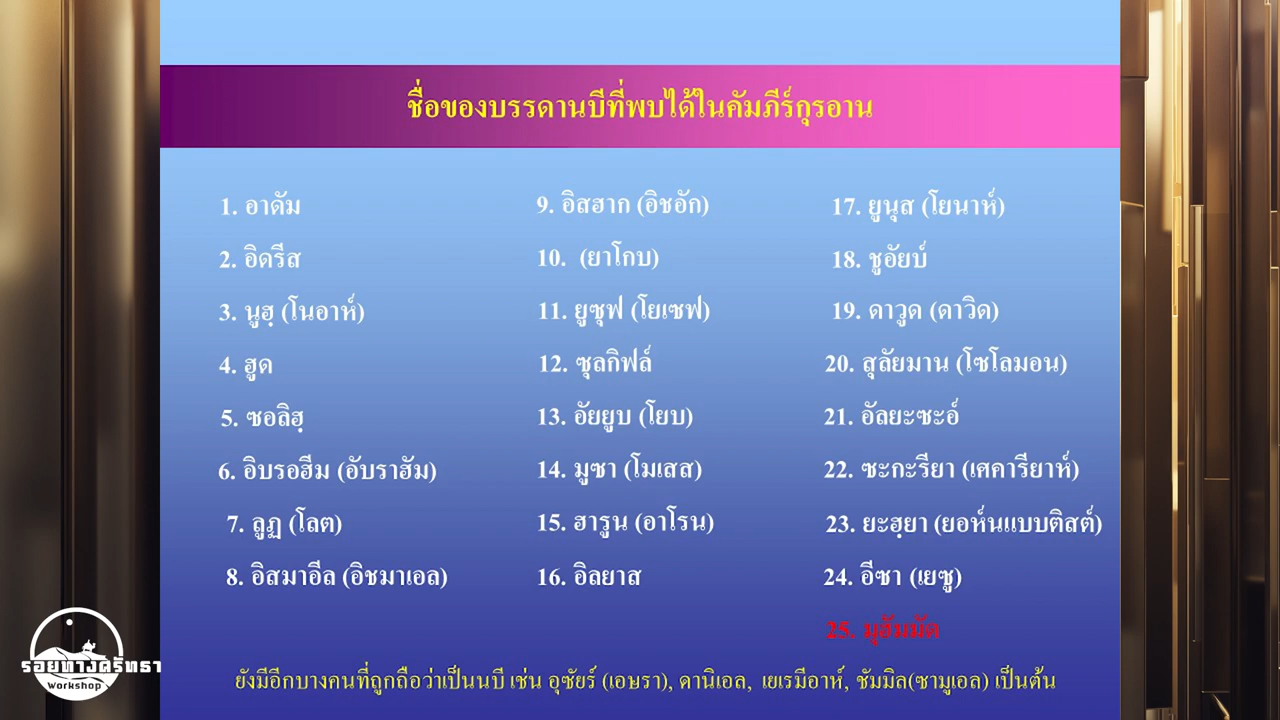 ชื่อของบรรดานบีที่พบได้ในคัมภีร์กุรอาน
1. อาดัม
2. อิดรีส
3. นูฮฺ (โนอาห์)
4. ฮูด
5. ซอลิฮฺ
6. อิบรอฮีม (อับราฮัม)
7. ลูฏ (โลต)
8. อิสมาอีล (อิชมาเอล)
9. อิสฮาก (อิชอัก)
10. (ยาโกบ)
11. ยูซุฟ (โยเซฟ)
12. ซุลกิฟล์
13. อัยยูบ (โยบ)
14. มูซา (โมเสส)
15. ฮารูน (อาโรน)
16. อิลยาส
17. ยูนุส (โยนาห์)
18. ชูอัยบ์
19. ดาวูด (ดาวิด)
20. สุลัยมาน (โซโลมอน)
21. อัลยะซะอ์
22. ซะกะรียา (เศคารียาห์)
23. ยะฮฺยา (ยอห์นแบบติสต์)
24. อีซา (เยซู)
25. มุฮัมมัด
ยังมีอีกบางคนที่ถูกถือว่าเป็นนบี เช่น อุซัยร์ (เอษรา), ดานิเอล, เยเรมีอาห์, ชัมมิล(ซามูเอล) เป็นต้น
รอยทางศรัทธา
Workshop